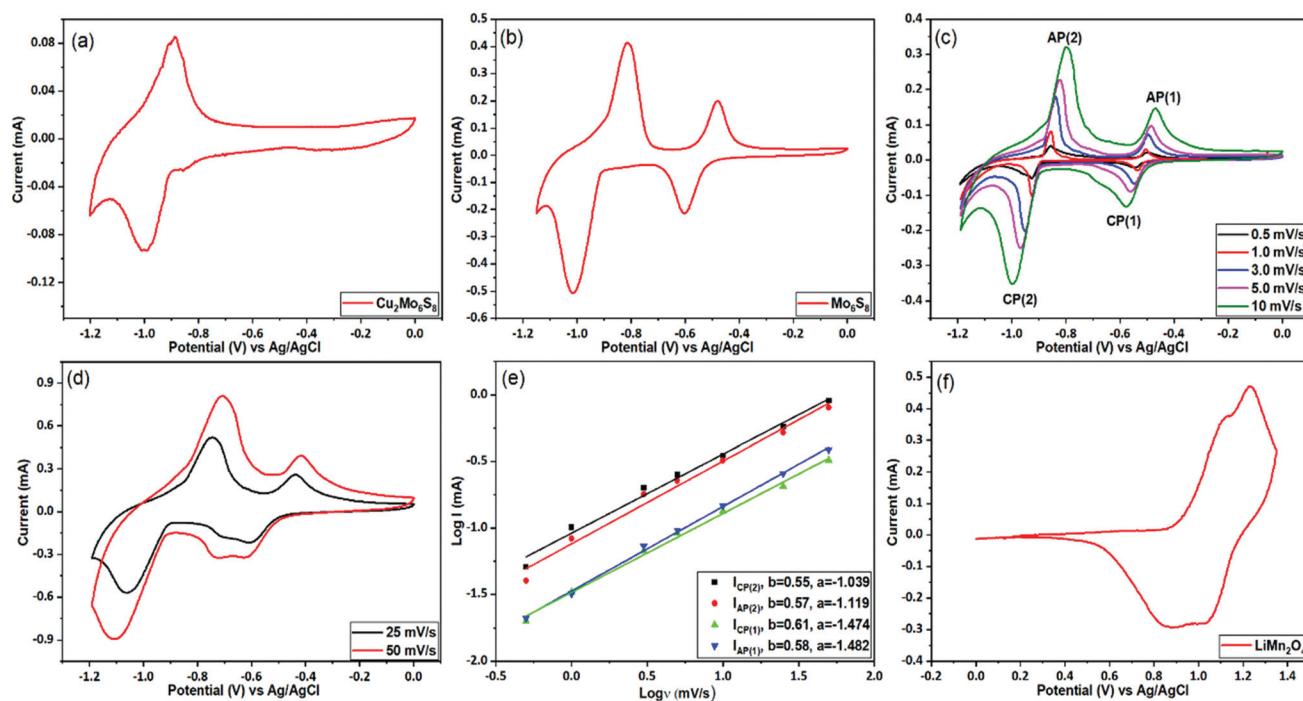 (a)
Current (mA)
0.08
0.04
0.00
-0.04
-0.08
-0.12
Cu₂Mo₆S₈
-1.2 -1.0 -0.8 -0.6 -0.4 -0.2 0.0
Potential (V) vs Ag/AgCl
(b)
Current (mA)
0.5
0.4
0.3
0.2
0.1
0.0
-0.1
-0.2
-0.3
-0.4
-0.5
-0.6
Mo₆S₈
-1.2 -1.0 -0.8 -0.6 -0.4 -0.2 0.0
Potential (V) vs Ag/AgCl
(c)
Current (mA)
0.4
0.3
0.2
0.1
0.0
-0.1
-0.2
-0.3
-0.4
AP(2)
AP(1)
CP(1)
CP(2)
0.5 mV/s
1.0 mV/s
3.0 mV/s
5.0 mV/s
10 mV/s
-1.2 -1.0 -0.8 -0.6 -0.4 -0.2 0.0
Potential (V) vs Ag/AgCl
(d)
Current (mA)
0.9
0.6
0.3
0.0
-0.3
-0.6
-0.9
25 mV/s
50 mV/s
-1.2 -1.0 -0.8 -0.6 -0.4 -0.2 0.0
Potential (V) vs Ag/AgCl
(e)
Log I (mA)
0.0
-0.5
-1.0
-1.5
-2.0
I_CP(2), b=0.55, a=-1.039
I_AP(2), b=0.57, a=-1.119
I_CP(1), b=0.61, a=-1.474
I_AP(1), b=0.58, a=-1.482
-0.5 0.0 0.5 1.0 1.5 2.0
Logν (mV/s)
(f)
Current (mA)
0.5
0.4
0.3
0.2
0.1
0.0
-0.1
-0.2
-0.3
-0.4
LiMn₂O
0.0 0.2 0.4 0.6 0.8 1.0 1.2 1.4
Potential (V) vs Ag/AgCl